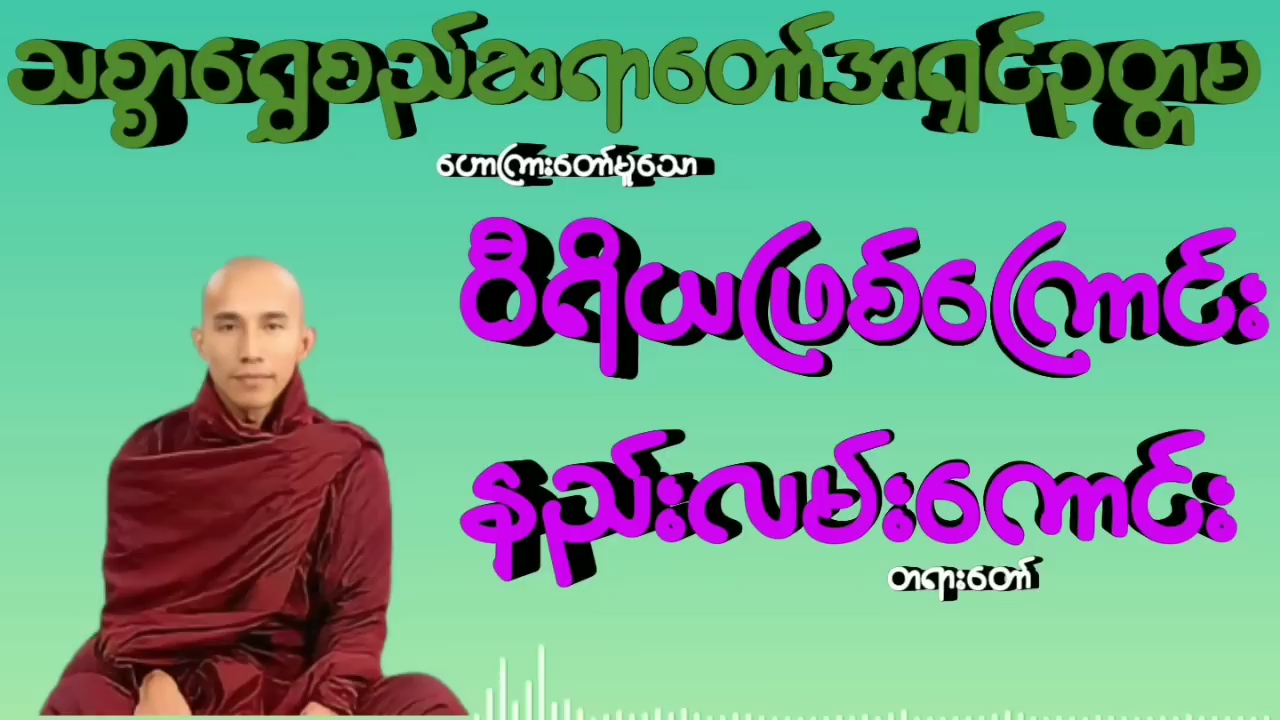 သစ္စာရွှေစည်ဆရာတော်အရှင်ဥတ္တမ
ဟောကြားတော်မူသော
ဝီရိယဖြစ်ကြောင်း
နည်းလမ်းကောင်း
တရားတော်